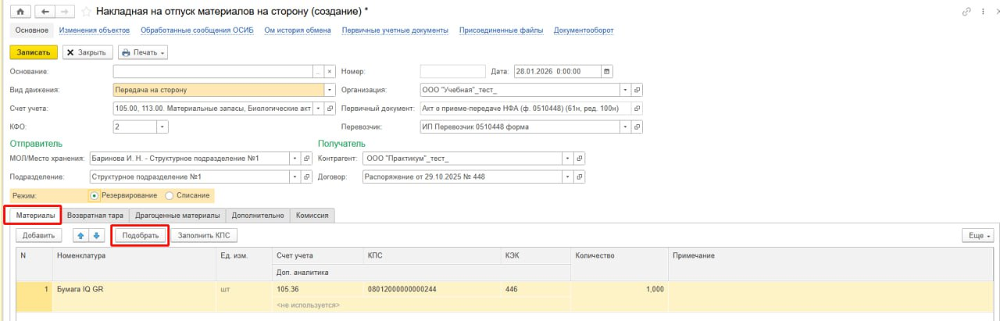 Накладная на отпуск материалов на сторону (создание) *
Основное Изменения объектов Обработанные сообщения ОСИБ Ом история обмена Первичные учетные документы Присоединенные файлы Документооборот
Записать Закрыть Печать
Основание: Номер: Дата: 28.01.2026 0:00:00
Вид движения: Передача на сторону Организация: ООО "Учебная"_тест_
Счет учета: 105.00, 113.00. Материальные запасы, Биологические акт Первичный документ: Акт о приеме-передаче НФА (ф. 0510448) (61н, ред. 100н)
КФО: 2 Перевозчик: ИП Перевозчик 0510448 форма
Отправитель Получатель
МОЛ/Место хранения: Баринова И. Н. - Структурное подразделение №1 Контрагент: ООО "Практикум"_тест_
Подразделение: Структурное подразделение №1 Договор: Распоряжение от 29.10.2025 № 448
Режим: Резервирование Списание
Материалы Возвратная тара Драгоценные материалы Дополнительно Комиссия
Добавить Подобрать Заполнить КПС Еще
N Номенклатура Ед. изм. Счет учета КПС КЭК Количество Примечание
Доп. аналитика
1 Бумага IQ GR шт 105.36 08012000000000244 446 1,000
<не используется>